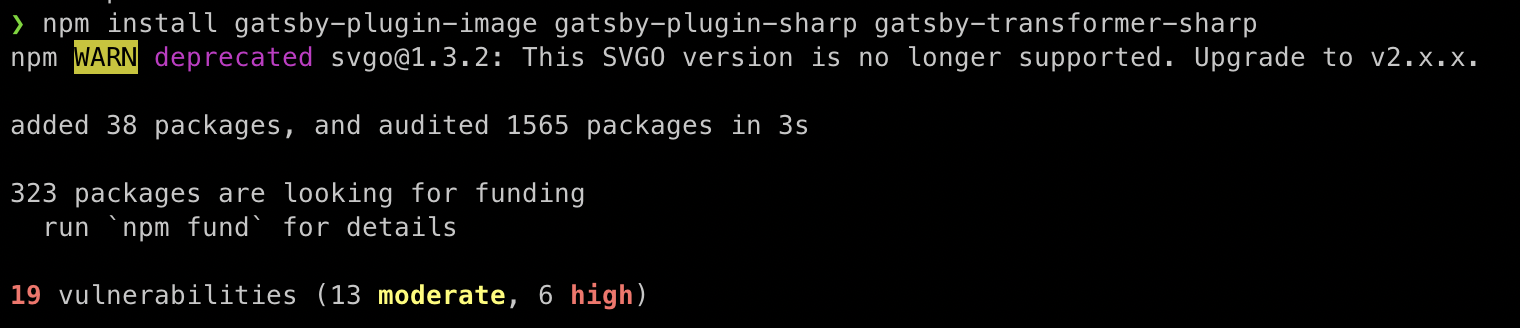 ❯ npm install gatsby-plugin-image gatsby-plugin-sharp gatsby-transformer-sharp
npm WARN deprecated svgo@1.3.2: This SVGO version is no longer supported. Upgrade to v2.x.x.
added 38 packages, and audited 1565 packages in 3s
323 packages are looking for funding
  run `npm fund` for details
19 vulnerabilities (13 moderate, 6 high)